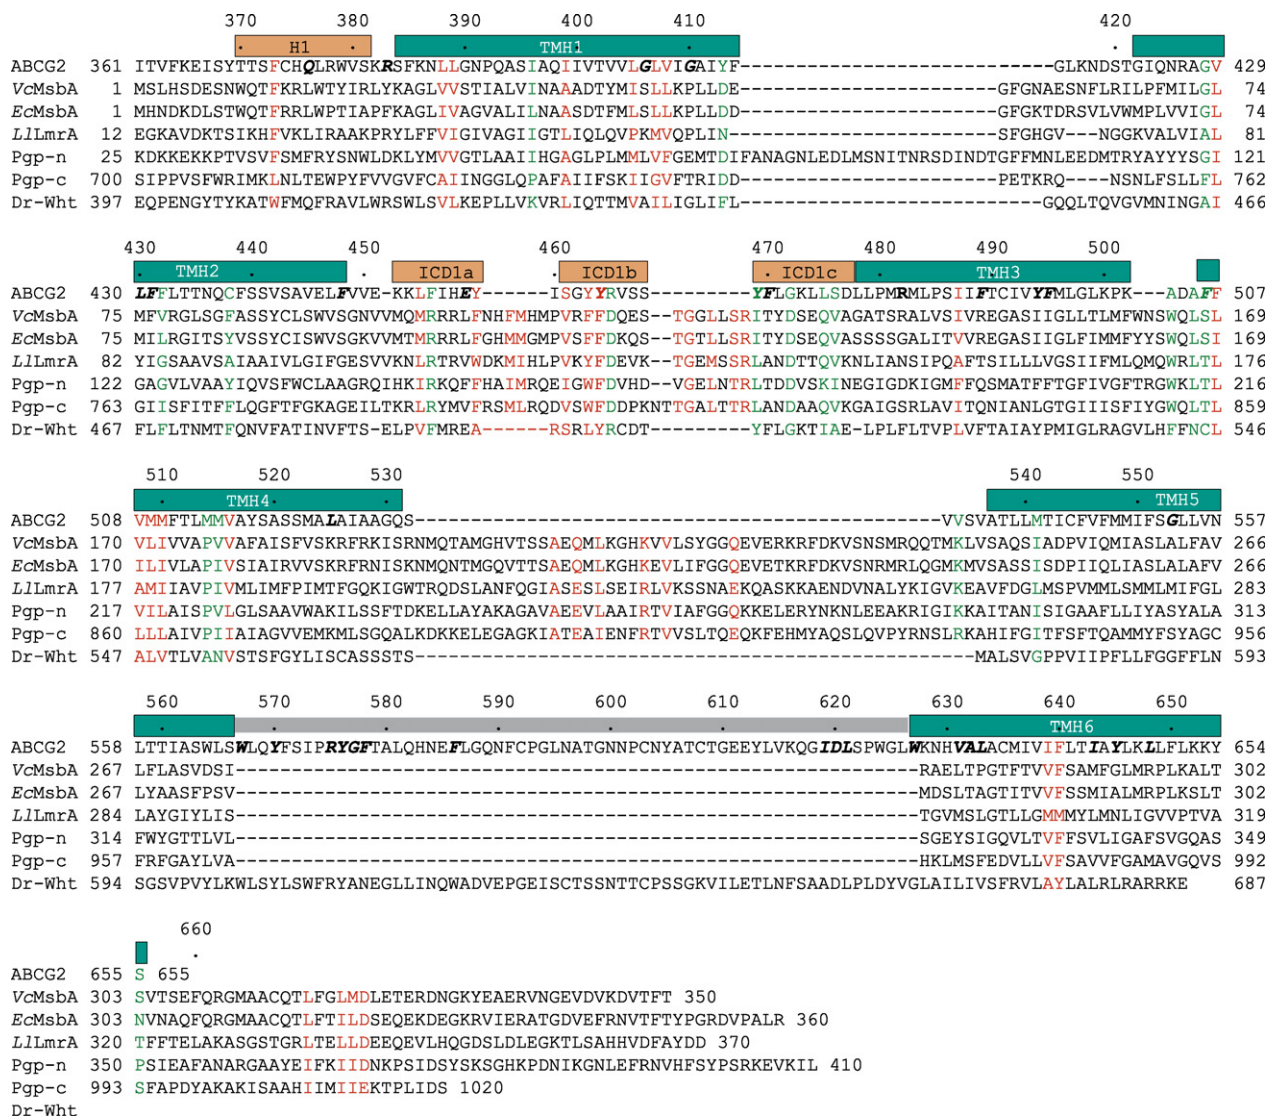 370 380 390 400 410 420
H1 TMH1
ABCG2 361 ITVFKEISYTTSFCHQLRWVSKRSFKNLLGNPQASIAQIIVTVVLGLVIGAIYF----------------------------GLKNDSTGIQNRAGV 429
VcMsbA 1 MSLHSDESNWQTFKRLWTYIRLYKAGLVVSTIALVINAAADTYMISLLKPLLDE-----------------------GFGNAESNFLRILPFMILGL 74
EcMsbA 1 MHNDKDLSTWQTFRRLWPTIAPFKAGLIVAGVALILNAASDTFMLSLLKPLLDD-----------------------GFGKTDRSVLVWMPLVVIGL 74
LlLmrA 12 EGKAVDKTSIKHFVKLIRAAKPRYLFFVIGIVAGIIGTLIQLQVPKMVQPLIN------------------------SFGHGV---NGGKVALVIAL 81
Pgp-n 25 KDKKEKKPTVSVFSMFRYSNWLDKLYMVVGTLAAIIHGAGLPLMMLVFGEMTDIFANAGNLEDLMSNITNRSDINDTGFFMNLEEDMTRYAYYYSGI 121
Pgp-c 700 SIPPVSFWRIMKLNLTEWPYFVVGVFCAIINGGLQPAFAIIFSKIIGVFTRIDD-----------------------PETKRQ---NSNLFSLLFL 762
Dr-Wht 397 EQPENGYTYKATWFMQFRAVLWRSWLSVLKEPLLVKVRLIQTTMVAILIGLIFL---------------------------GQQLTQVGVMNINGAI 466
430 440 450 460 470 480 490 500
TMH2 ICD1a ICD1b ICD1c TMH3
ABCG2 430 LFFLTTNQCFSSVSAVELFVVE-KKLFIHEY------ISGYYRVSS---------YFLGKLLSDLLPMRMLPSIIFTCIVYFMLGLKPK---ADAFF 507
VcMsbA 75 MFVRGLSGFASSYCLSWVSGNVVMQMRRRLFNHFMHMPVRFFDQES--TGGLLSRITYDSEQVAGATSRALVSIVREGASIIGLLTLMFWNSWQLSL 169
EcMsbA 75 MILRGITSYVSSYCISWVSGKVVMTMRRRLFGHMMGMPVSFFDKQS--TGTLLSRITYDSEQVASSSSGALITVVREGASIIGLFIMMFYYSWQLSI 169
LlLmrA 82 YIGSAAVSAIAAIVLGIFGESVVKNLRTRVWDKMIHLPVKYFDEVK--TGEMSSRLANDTTQVKNLIANSIPQAFTSILLLVGSIIFMLQMQWRLTL 176
Pgp-n 122 GAGVLVAAYIQVSFWCLAAGRQIHKIRKQFFHAIMRQEIGWFDVHD--VGELNTRLTDDVSKINEGIGDKIGMFFQSMATFFTGFIVGFTRGWKLTL 216
Pgp-c 763 GIISFITFFLQGFTFGKAGEILTKRLRYMVFRSMLRQDVSWFDDPKNTTGALTTRLANDAAQVKGAIGSRLAVITQNIANLGTGIIISFIYGWQLTL 859
Dr-Wht 467 FLFLTNMTFQNVFATINVFTS-ELPVFMREA------RSRLYRCDT---------YFLGKTIAE-LPLFLTVPLVFTAIAYPMIGLRAGVLHFFNCL 546
510 520 530 540 550
TMH4 TMH5
ABCG2 508 VMMFTLMMVAYSASSMALAIAAGQS-----------------------------------------------VVSVATLLMTICFVFMMIFSGLLVN 557
VcMsbA 170 VLIVVAPVVAFAISFVSKRFRKISRNMQTAMGHVTSSAEQMLKGHKVVLSYGGQEVERKRFDKVSNSMRQQTMKLVSAQSIADPVIQMIASLALFAV 266
EcMsbA 170 ILIVLAPIVSIAIRVVSKRFRNISKNMQNTMGQVTTSAEQMLKGHKEVLIFGGQEVETKRFDKVSNRMRLQGMKMVSASSISDPIIQLIASLALAFV 266
LlLmrA 177 AMIIAVPIVMLIMFPIMTFGQKIGWTRQDSLANFQGIASESLSEIRLVKSSNAEKQASKKAENDVNALYKIGVKEAVFDGLMSPVMMLSMMLMIFGL 283
Pgp-n 217 VILAISPVLGLSAAVWAKILSSFTDKELLAYAKAGAVAEEVLAAIRTVIAFGGQKKELERYNKNLEEAKRIGIKKAITANISIGAAFLLIYASYALA 313
Pgp-c 860 LLLAIVPIIAIAGVVEMKMLSGQALKDKKELEGAGKIATEAIENFRTVVSLTQEQKFEHMYAQSLQVPYRNSLRKAHIFGITFSFTQAMMYFSYAGC 956
Dr-Wht 547 ALVTLVANVSTSFGYLISCASSSTS--------------------------------------------------MALSVGPPVIIPFLLFGGFFLN 593
560 570 580 590 600 610 620 630 640 650
TMH6
ABCG2 558 LTTIASWLSWLQYFSIPRYGFTALQHNEFLGQNFCPGLNATGNNPCNYATCTGEEYLVKQGIDLSPWGLWKNHVALACMIVIFLTIAYLKLLFLKKY 654
VcMsbA 267 LFLASVDSI-------------------------------------------------------------RAELTPGTFTVVFSAMFGLMRPLKALT 302
EcMsbA 267 LYAASFPSV-------------------------------------------------------------MDSLTAGTITVVFSSMIALMRPLKSLT 302
LlLmrA 284 LAYGIYLIS-------------------------------------------------------------TGVMSLGTLLGMMMYLMNLIGVVPTVA 319
Pgp-n 314 FWYGTTLVL-------------------------------------------------------------SGEYSIGQVLTVFFSVLIGAFSVGQAS 349
Pgp-c 957 FRFGAYLVA-------------------------------------------------------------HKLMSFEDVLLVFSAVVFGAMAVGQVS 992
Dr-Wht 594 SGSVPVYLKWLSYLSWFRYANEGLLINQWADVEPGEISCTSSNTTCPSSGKVILETLNFSAADLPLDYVGLAILIVSFRVLAYLALRLRARRKE 687
660
ABCG2 655 S 655
VcMsbA 303 SVTSEFQRGMAACQTLFGLMDLETERDNGKYEAERVNGEVDVKDVTFT 350
EcMsbA 303 NVNAQFQRGMAACQTLFTILDSEQEKDEGKRVIERATGDVEFRNVTFTYPGRDVPALR 360
LlLmrA 320 TFFTELAKASGSTGRLTELLDEEQEVLHQGDSLDLEGKTLSAHHVDFAYDD 370
Pgp-n 350 PSIEAFANARGAAYEIFKIIDNKPSIDSYSKSGHKPDNIKGNLEFRNVHFSYPSRKEVKIL 410
Pgp-c 993 SFAPDYAKAKISAAHIIMIIEKTPLIDS 1020
Dr-Wht